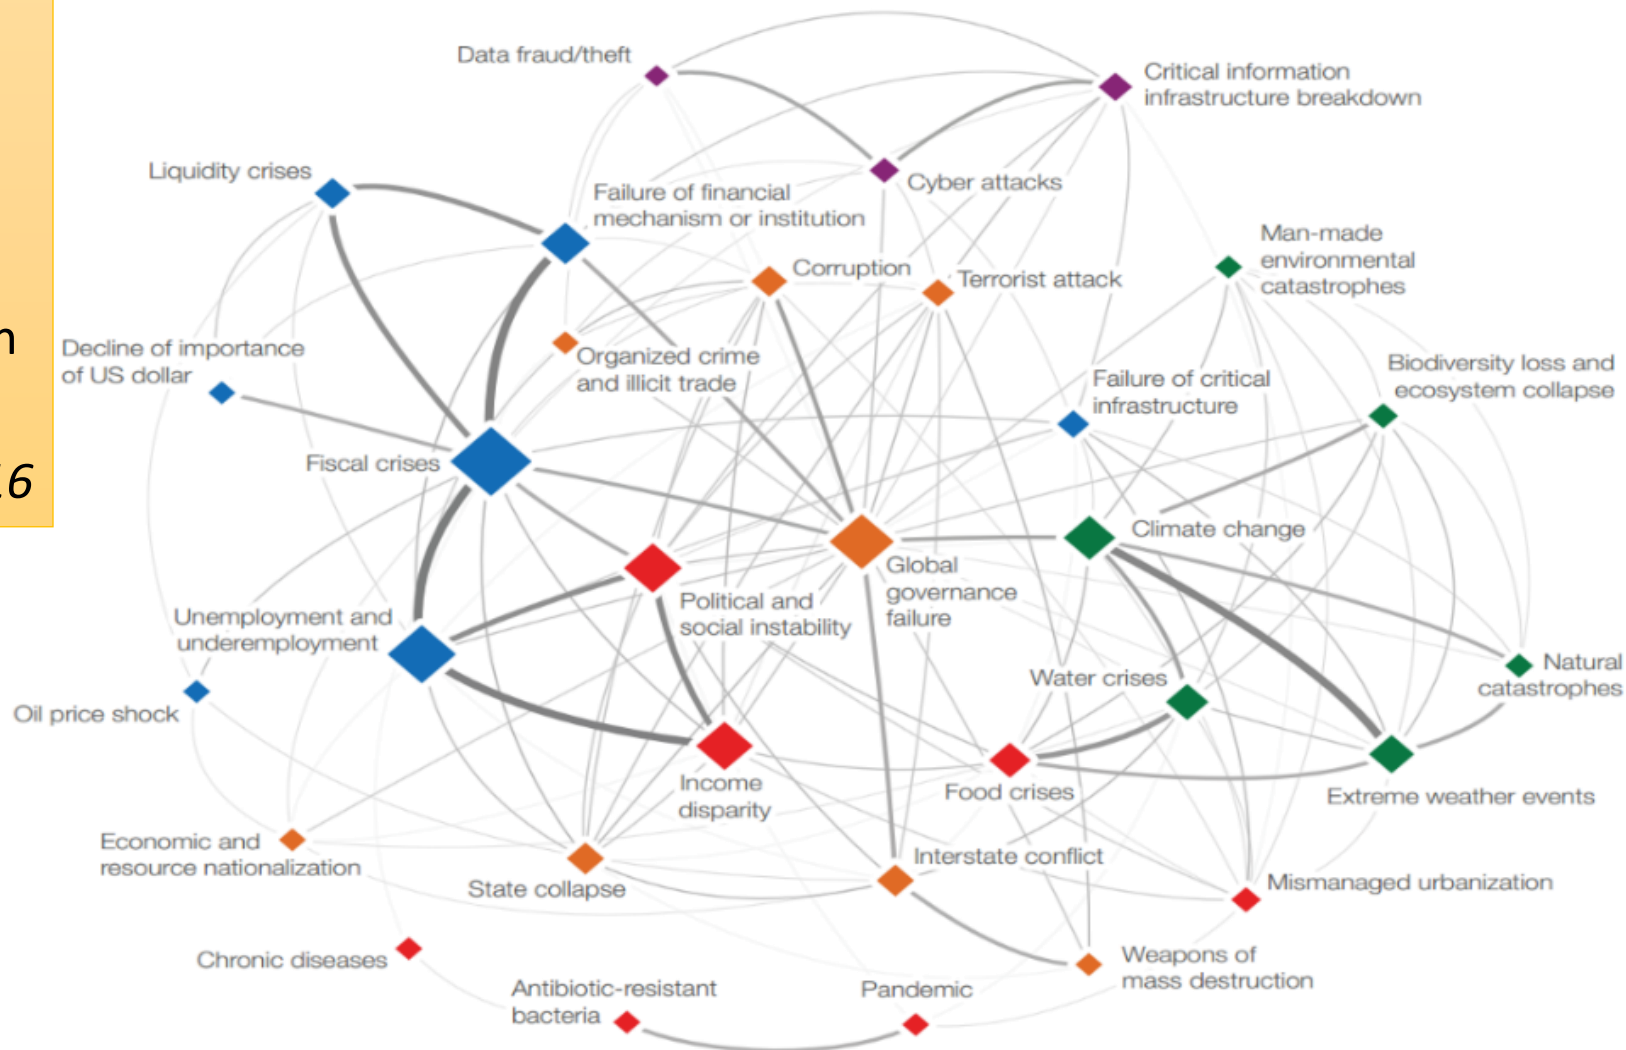 Data fraud/theft
Critical information
infrastructure breakdown
Liquidity crises
Cyber attacks
Failure of financial
mechanism or institution
Man-made
environmental
catastrophes
Corruption
Terrorist attack
n
Decline of importance
of US dollar
Organized crime
and illicit trade
Failure of critical
infrastructure
Biodiversity loss and
ecosystem collapse
Fiscal crises
16
Climate change
Global
governance
failure
Political and
social instability
Unemployment and
underemployment
Water crises
Natural
catastrophes
Oil price shock
Income
disparity
Food crises
Extreme weather events
Economic and
resource nationalization
State collapse
Interstate conflict
Mismanaged urbanization
Chronic diseases
Weapons of
mass destruction
Antibiotic-resistant
bacteria
Pandemic